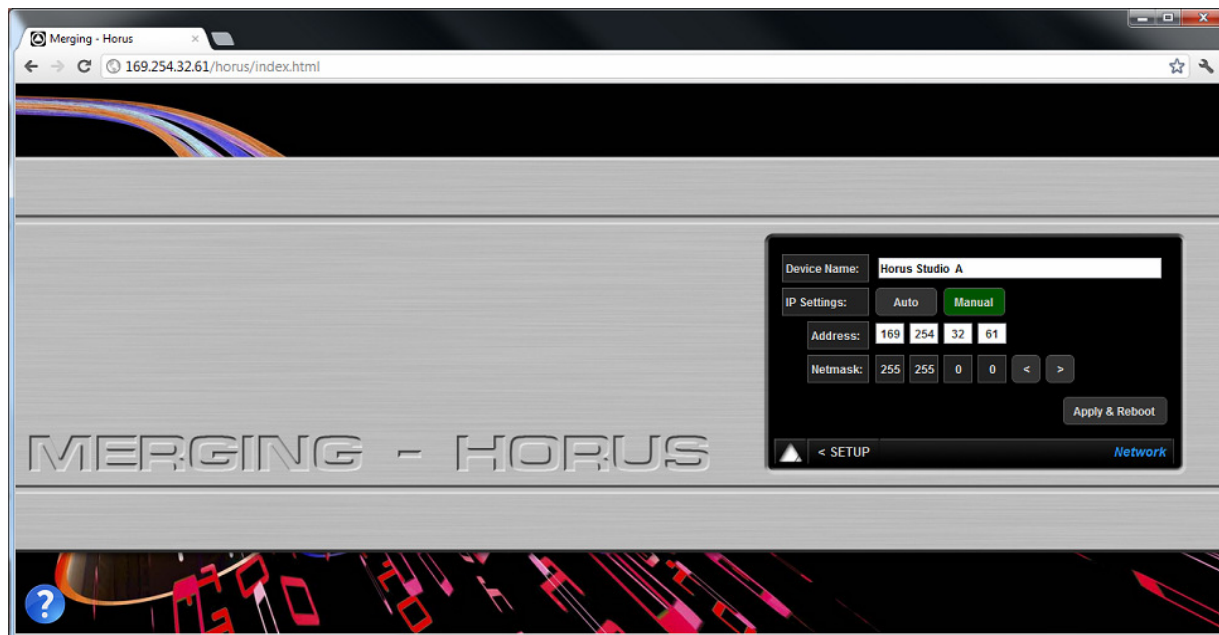 Merging - Horus
169.254.32.61/horus/index.html
Device Name: Horus Studio A
IP Settings: Auto Manual
Address: 169 254 32 61
Netmask: 255 255 0 0 < >
Apply & Reboot
< SETUP Network
MERGING - HORUS
?